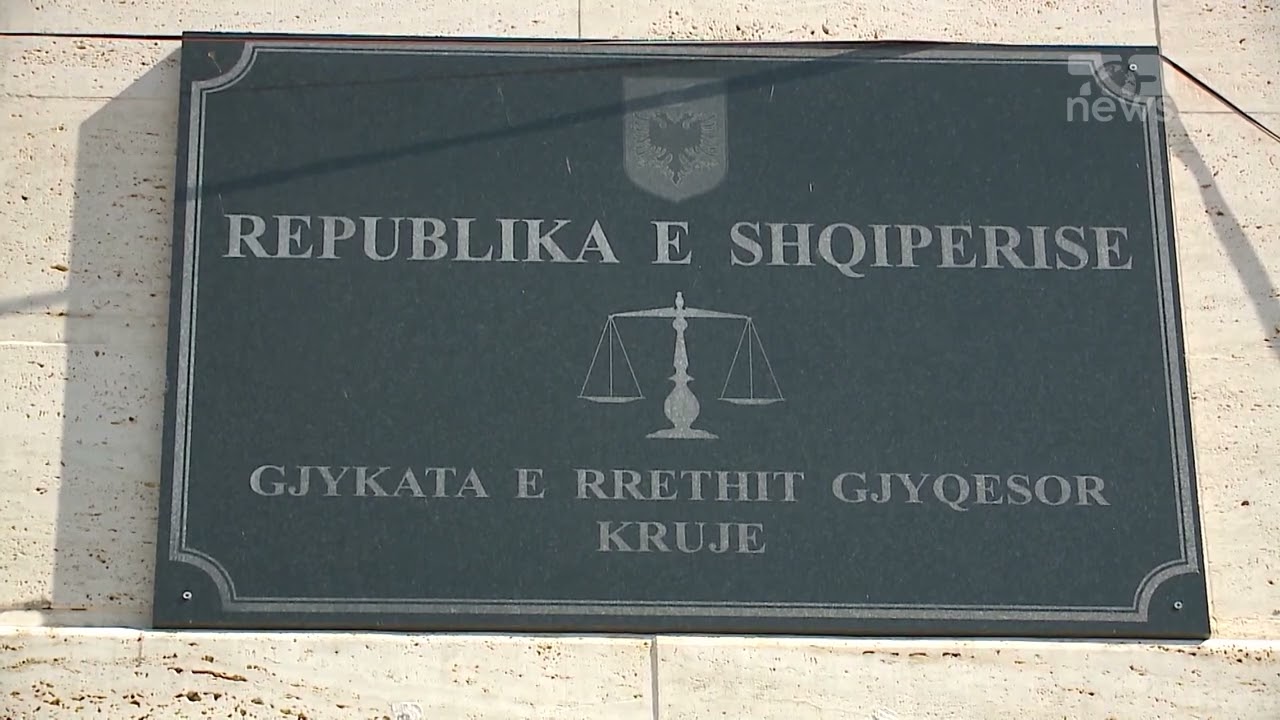 news
REPUBLIKA E SHQIPERISE
GJYKATA E RRETHIT GJYQESOR
KRUJE